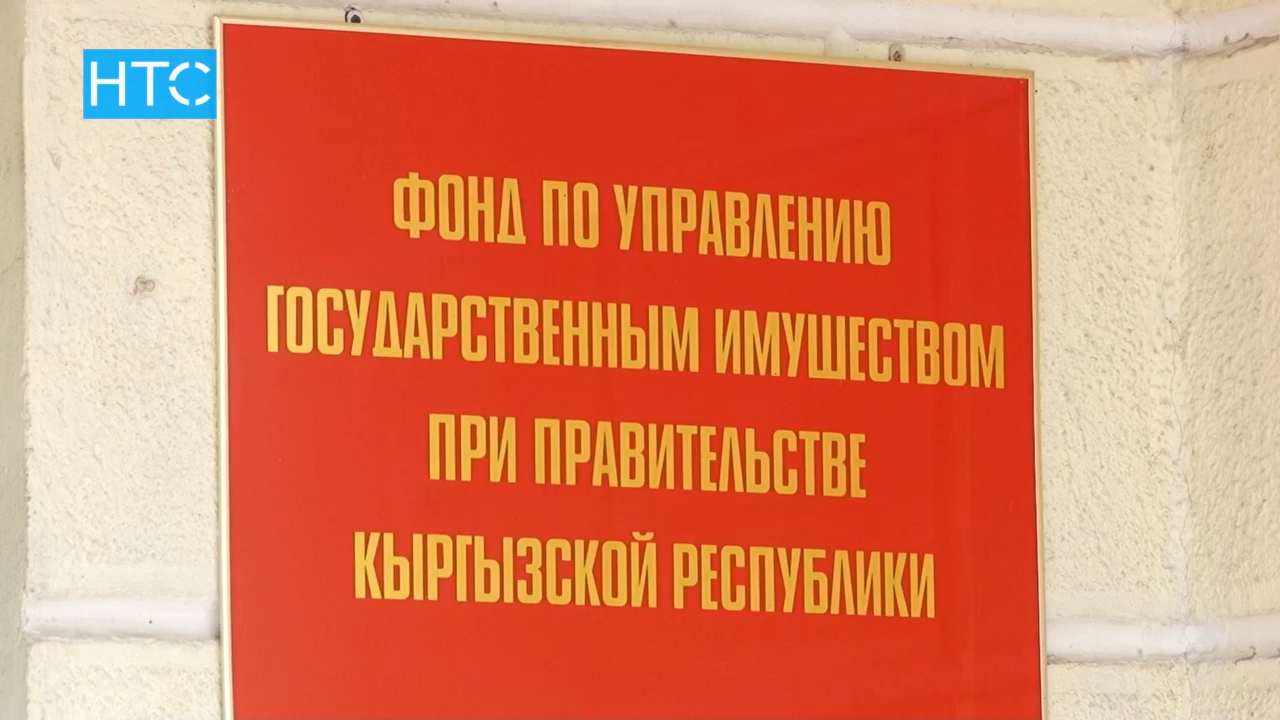 НТС
ФОНД ПО УПРАВЛЕНИЮ
ГОСУДАРСТВЕННЫМ ИМУЩЕСТВОМ
ПРИ ПРАВИТЕЛЬСТВЕ
КЫРГЫЗСКОЙ РЕСПУБЛИКИ